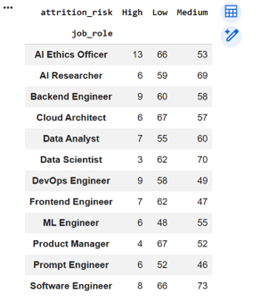 attrition_risk High Low Medium
job_role
AI Ethics Officer 13 66 53
AI Researcher 6 59 69
Backend Engineer 9 60 58
Cloud Architect 6 67 57
Data Analyst 7 55 60
Data Scientist 3 62 70
DevOps Engineer 9 58 49
Frontend Engineer 7 62 47
ML Engineer 6 48 55
Product Manager 4 67 52
Prompt Engineer 6 52 46
Software Engineer 8 66 73